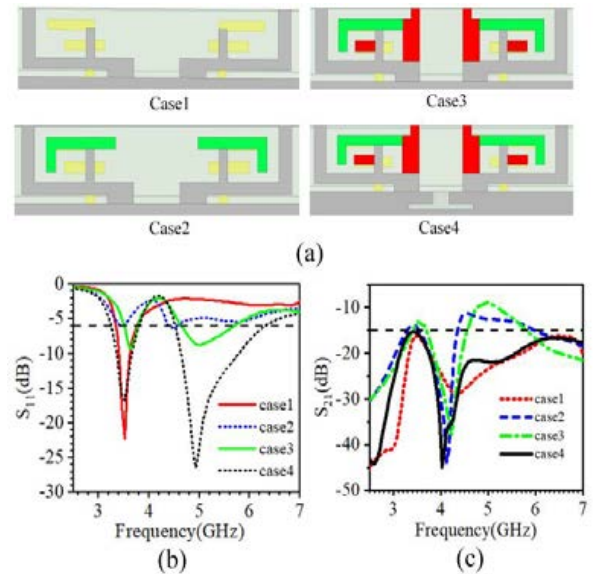 Case1
Case3
Case2
Case4
(a)
0
-5
-10
-15
-20
-25
-30
S11(dB)
case1
case2
case3
case4
3 4 5 6 7
Frequency(GHz)
(b)
-10
-20
-30
-40
-50
S21(dB)
case1
case2
case3
case4
3 4 5 6 7
Frequency(GHz)
(c)